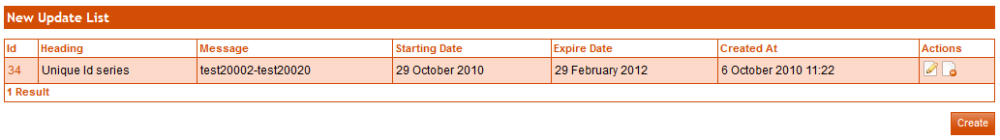 New Update List
Id Heading Message Starting Date Expire Date Created At Actions
34 Unique Id series test20002-test20020 29 October 2010 29 February 2012 6 October 2010 11:22
1 Result
Create